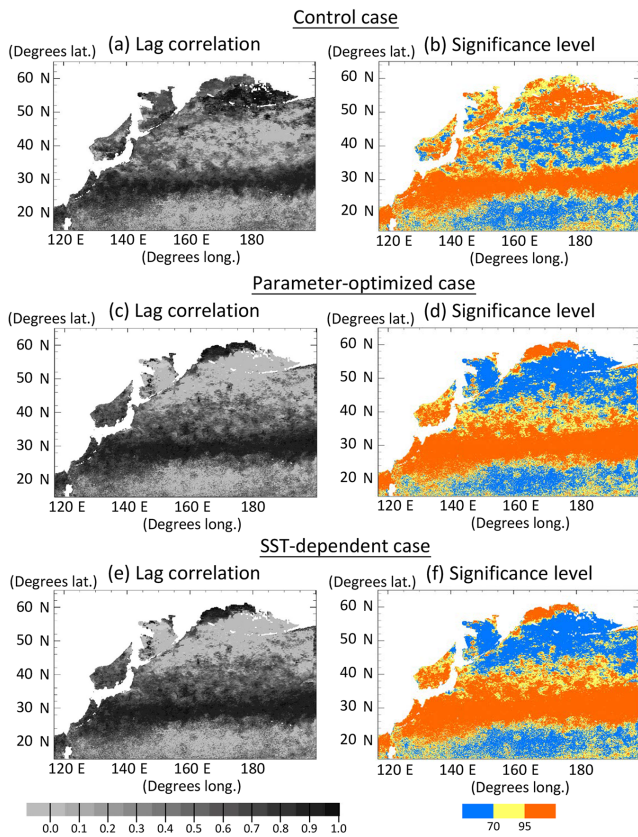 Control case
(Degrees lat.) (a) Lag correlation (Degrees lat.) (b) Significance level
60 N 60 N
50 50
40 40
30 30
20 N 20 N
120 E 140 E 160 E 180 120 E 140 E 160 E 180
(Degrees long.) (Degrees long.)
Parameter-optimized case
(Degrees lat.) (c) Lag correlation (Degrees lat.) (d) Significance level
60 N 60 N
50 50
40 40
30 30
20 N 20 N
120 E 140 E 160 E 180 120 E 140 E 160 E 180
(Degrees long.) (Degrees long.)
SST-dependent case
(Degrees lat.) (e) Lag correlation (Degrees lat.) (f) Significance level
60 N 60 N
50 50
40 40
30 30
20 N 20 N
120 E 140 E 160 E 180 120 E 140 E 160 E 180
(Degrees long.) (Degrees long.)
0.0 0.1 0.2 0.3 0.4 0.5 0.6 0.7 0.8 0.9 1.0 70 95